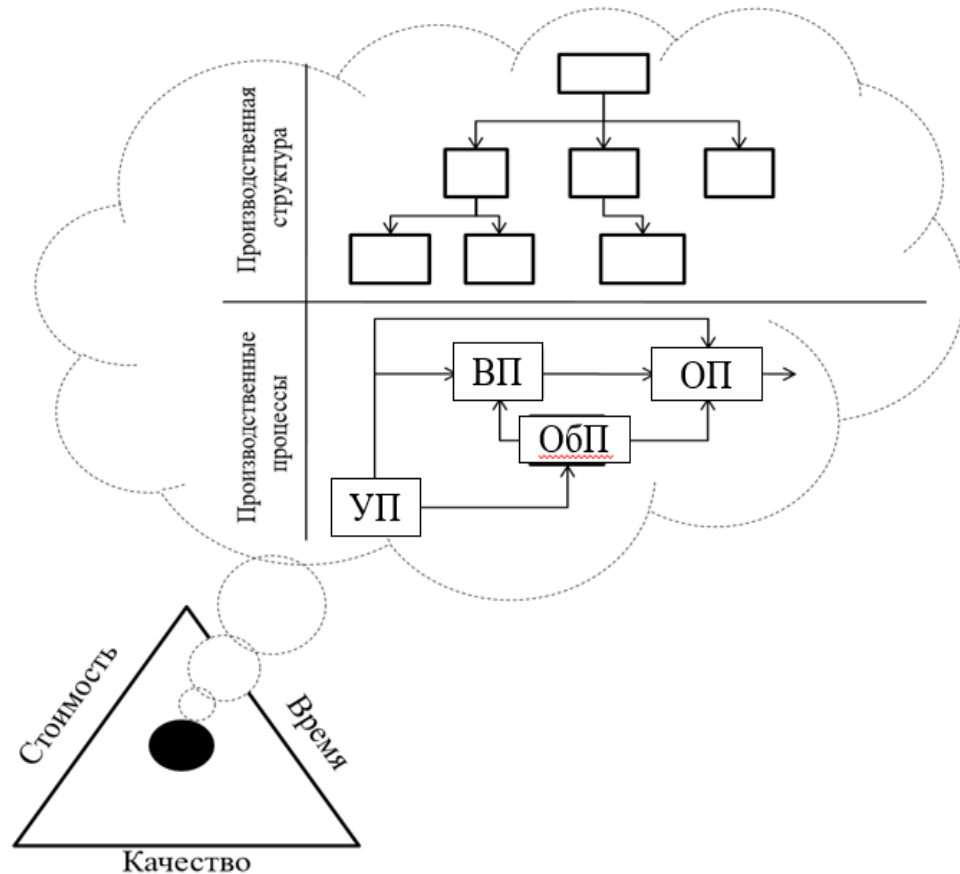 Производственная
структура
Производственные
процессы
ВП
ОП
ОбП
УП
Стоимость
Время
Качество